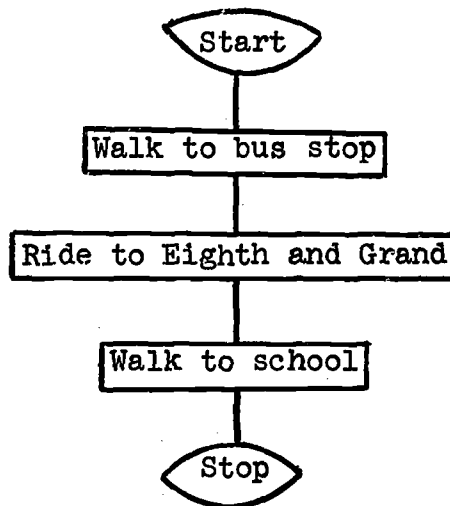 Start
Walk to bus stop
Ride to Eighth and Grand
Walk to school
Stop